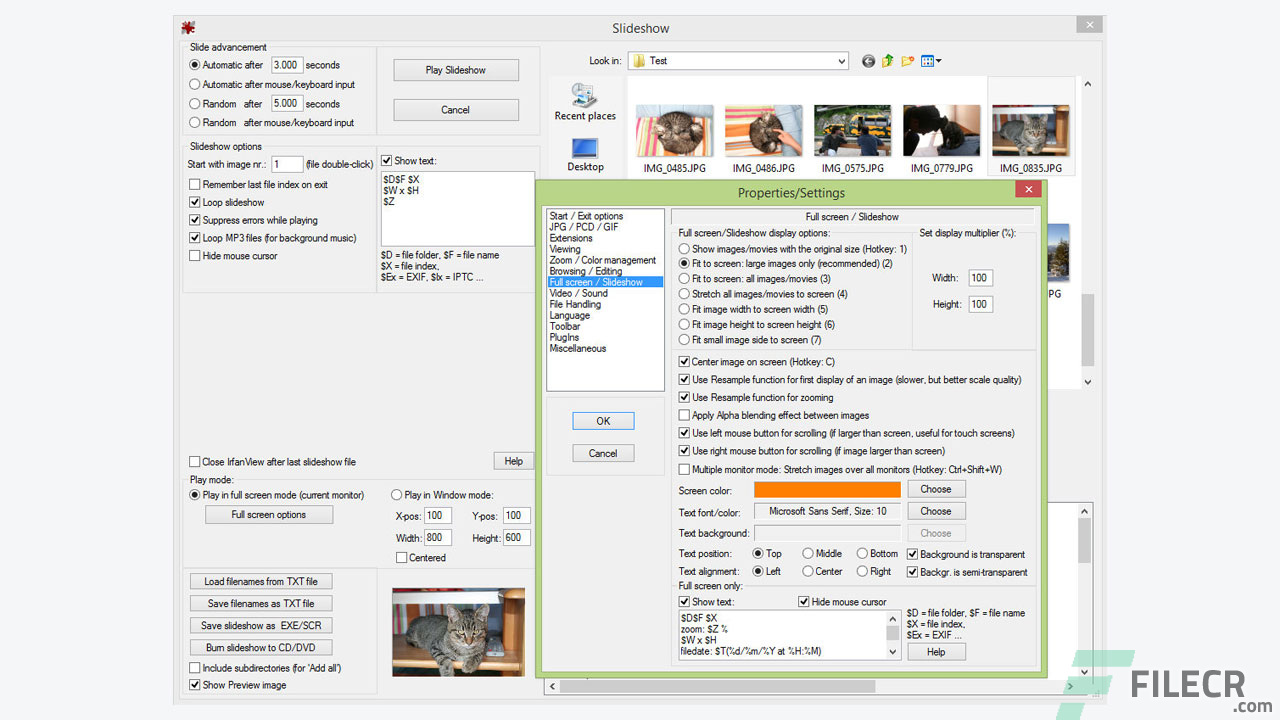 Slideshow
Slide advancement
Automatic after 3.000 seconds
Automatic after mouse/keyboard input
Random after 5.000 seconds
Random after mouse/keyboard input
Play Slideshow
Cancel
Slideshow options
Start with image nr.: 1 (file double-click)
Remember last file index on exit
Loop slideshow
Suppress errors while playing
Loop MP3 files (for background music)
Hide mouse cursor
Show text:
$D$F $X
$W x $H
$Z
$D = file folder, $F = file name
$X = file index,
$Ex = EXIF, $Ix = IPTC ...
Close IrfanView after last slideshow file
Help
Play mode:
Play in full screen mode (current monitor)
Full screen options
Play in Window mode:
X-pos: 100 Y-pos: 100
Width: 800 Height: 600
Centered
Load filenames from TXT file
Save filenames as TXT file
Save slideshow as EXE/SCR
Burn slideshow to CD/DVD
Include subdirectories (for 'Add all')
Show Preview image
Look in: Test
Recent places
Desktop
IMG_0485.JPG IMG_0486.JPG IMG_0575.JPG IMG_0779.JPG IMG_0835.JPG
PG
Properties/Settings
Start / Exit options
JPG / PCD / GIF
Extensions
Viewing
Zoom / Color management
Browsing / Editing
Full screen / Slideshow
Video / Sound
File Handling
Language
Toolbar
PlugIns
Miscellaneous
OK
Cancel
Full screen / Slideshow
Full screen/Slideshow display options:
Show images/movies with the original size (Hotkey: 1)
Fit to screen: large images only (recommended) (2)
Fit to screen: all images/movies (3)
Stretch all images/movies to screen (4)
Fit image width to screen width (5)
Fit image height to screen height (6)
Fit small image side to screen (7)
Set display multiplier (%):
Width: 100
Height: 100
Center image on screen (Hotkey: C)
Use Resample function for first display of an image (slower, but better scale quality)
Use Resample function for zooming
Apply Alpha blending effect between images
Use left mouse button for scrolling (if larger than screen, useful for touch screens)
Use right mouse button for scrolling (if image larger than screen)
Multiple monitor mode: Stretch images over all monitors (Hotkey: Ctrl+Shift+W)
Screen color: Choose
Text font/color: Microsoft Sans Serif, Size: 10 Choose
Text background: Choose
Text position: Top Middle Bottom Background is transparent
Text alignment: Left Center Right Backgr. is semi-transparent
Full screen only:
Show text: Hide mouse cursor
$D$F $X
zoom: $Z %
$W x $H
filedate: $T(%d/%m/%Y at %H:%M)
$D = file folder, $F = file name
$X = file index,
$Ex = EXIF ...
Help
FILECR
.com